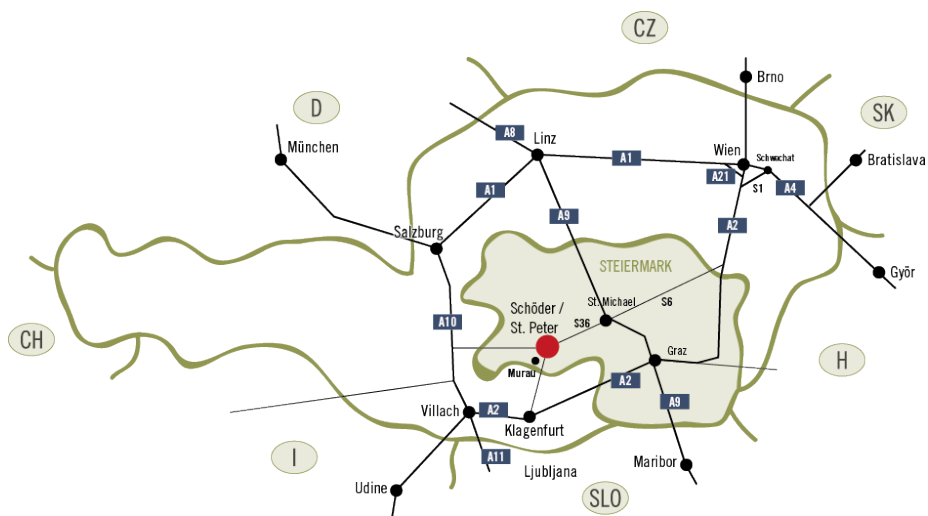 CZ
Brno
D
SK
München
A8
Linz
A1
Wien
Schwachat
Bratislava
A21
S1
A4
A1
A9
A2
Salzburg
STEIERMARK
Györ
Schöder /
St. Peter
St. Michael
S6
A10
S36
CH
Murau
Graz
H
A2
A9
Villach
A2
Klagenfurt
I
A11
Ljubljana
Maribor
Udine
SLO